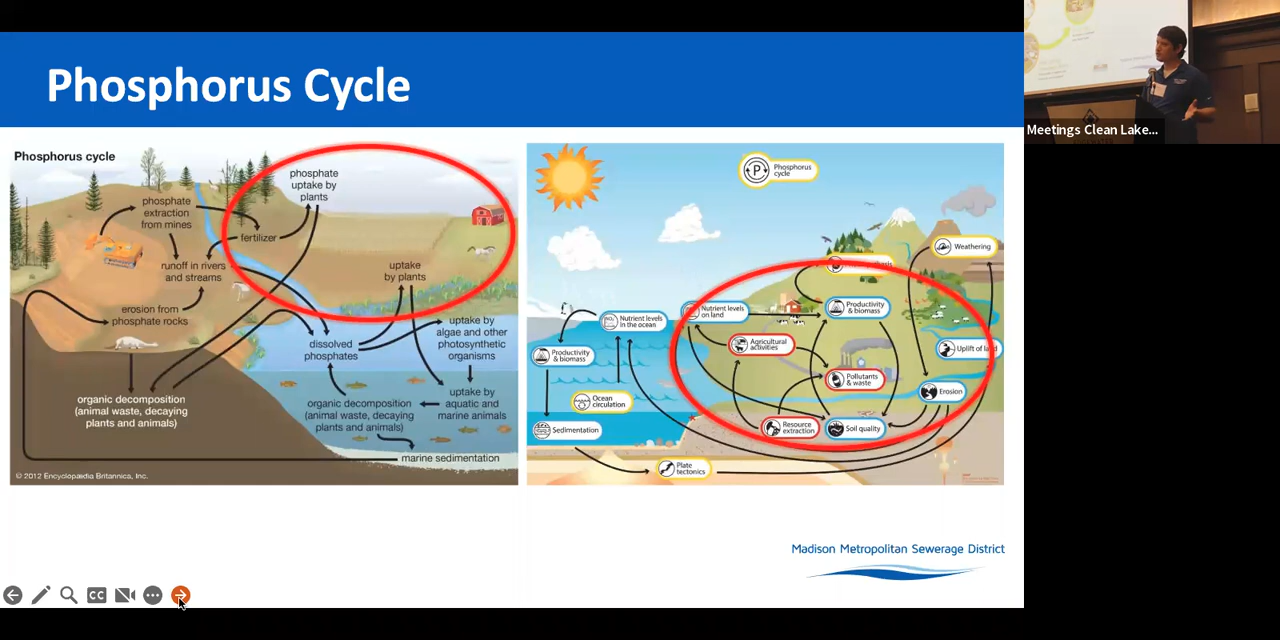 Phosphorus Cycle
Phosphorus cycle
phosphate
uptake by
plants
phosphate
extraction
from mines
fertilizer
runoff in rivers
and streams
uptake
by plants
erosion from
phosphate rocks
dissolved
phosphates
uptake by
algae and other
photosynthetic
organisms
organic decomposition
(animal waste, decaying
plants and animals)
organic decomposition
(animal waste, decaying
plants and animals)
uptake by
aquatic and
marine animals
marine sedimentation
© 2012 Encyclopædia Britannica, Inc.
P
Phosphorus
cycle
Weathering
Nutrient levels
on land
Productivity
& biomass
Nutrient levels
in the ocean
Agricultural
activities
Uplift of land
Productivity
& biomass
Pollutants
& waste
Erosion
Ocean
circulation
Sedimentation
Resource
extraction
Soil quality
Plate
tectonics
Madison Metropolitan Sewerage District
CC
Meetings Clean Lake...